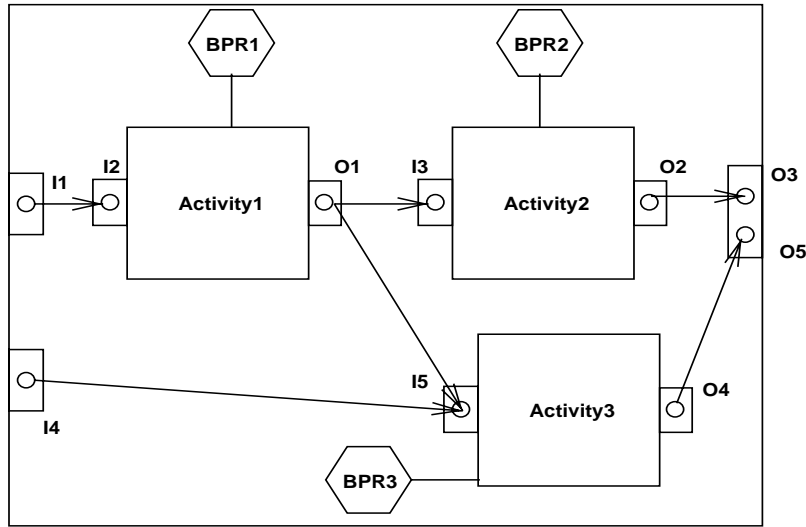 BPR1
BPR2
I1
I2
O1
I3
O2
O3
Activity1
Activity2
O5
I5
O4
Activity3
I4
BPR3